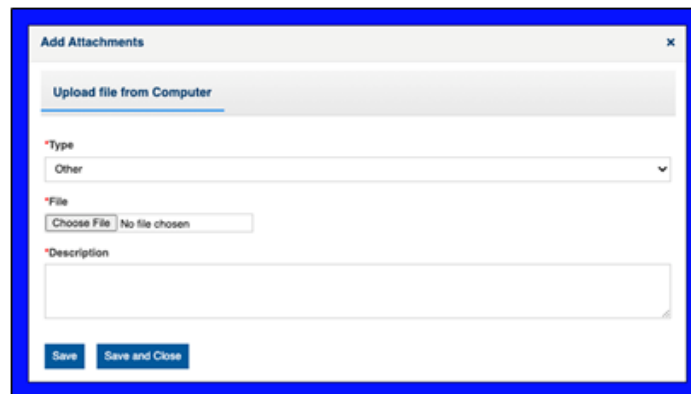 Add Attachments ×
Upload file from Computer
*Type
Other
*File
Choose File No file chosen
*Description
Save Save and Close